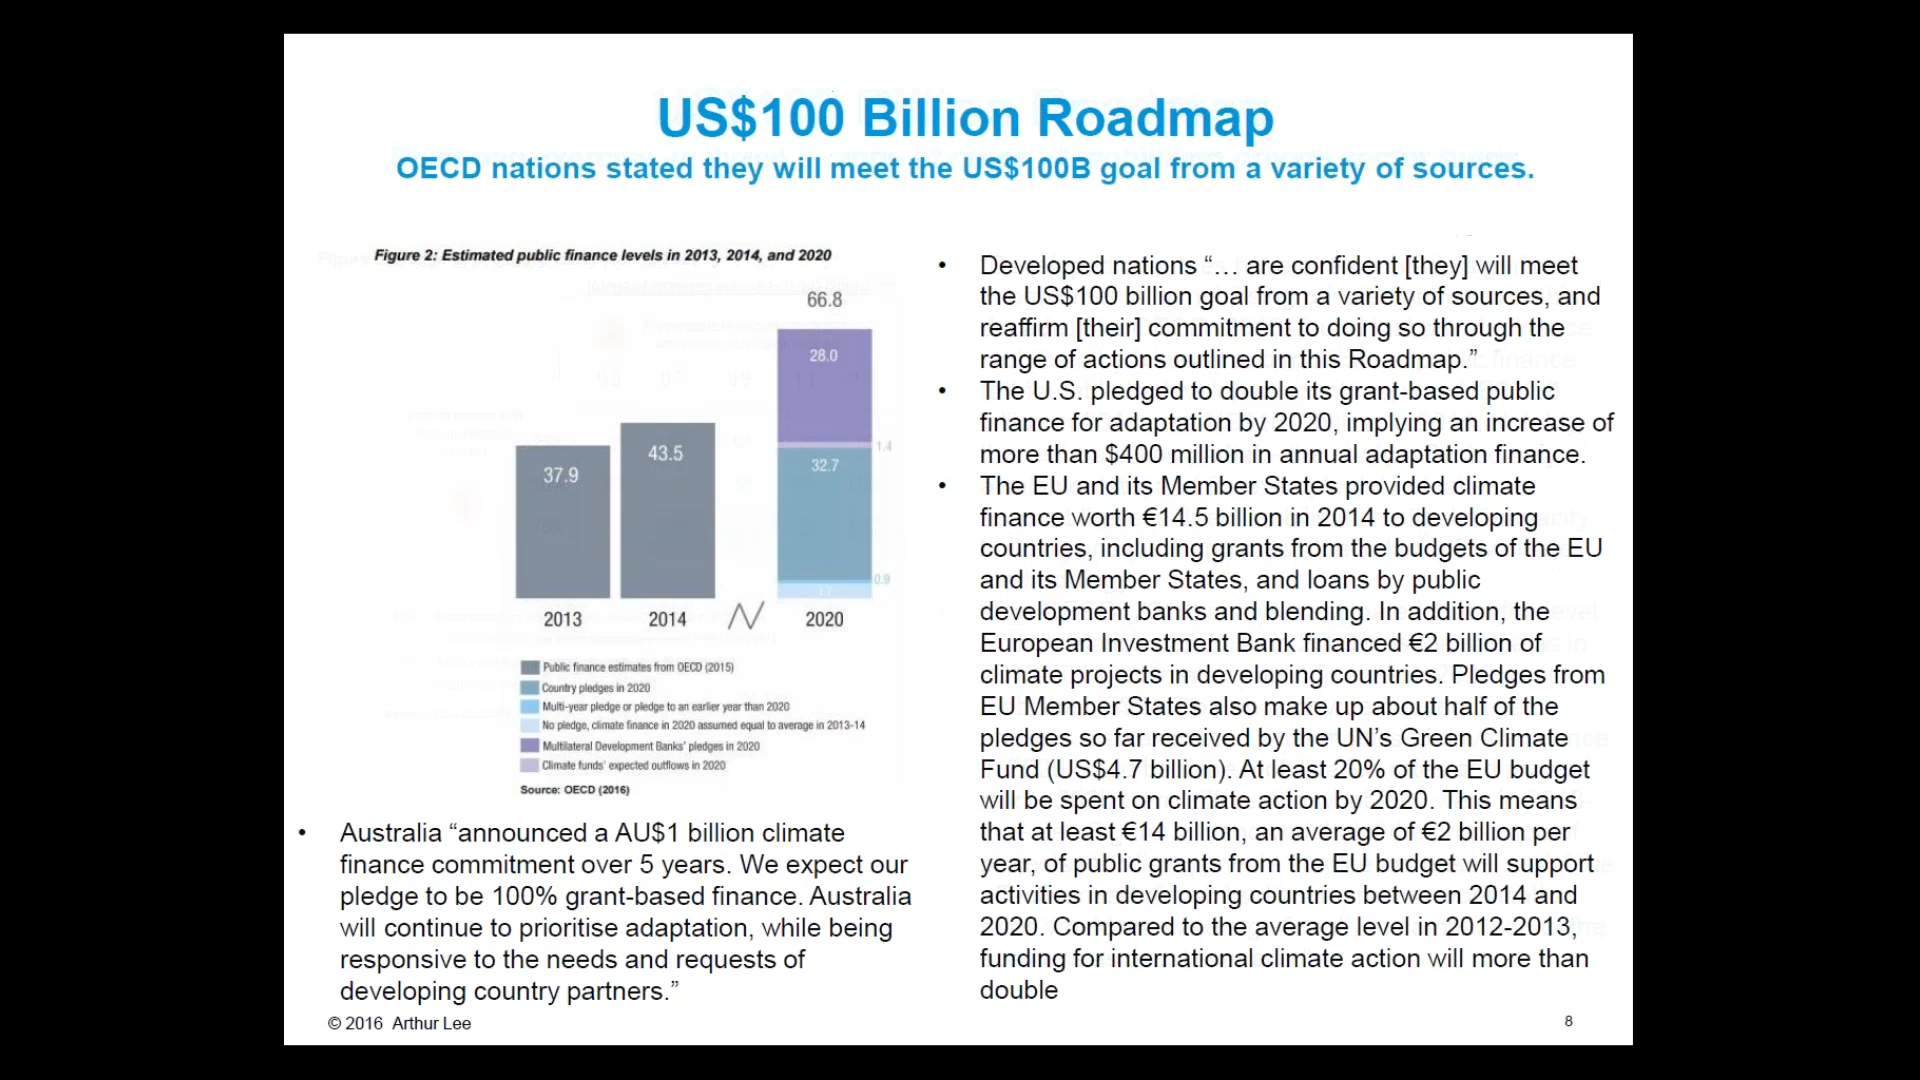 US$100 Billion Roadmap
OECD nations stated they will meet the US$100B goal from a variety of sources.
Figure 2: Estimated public finance levels in 2013, 2014, and 2020
66.8
28.0
1.4
43.5
32.7
37.9
0.9
2013
2014
2020
Public finance estimates from OECD (2015)
Country pledges in 2020
Multi-year pledge or pledge to an earlier year than 2020
No pledge, climate finance in 2020 assumed equal to average in 2013-14
Multilateral Development Banks' pledges in 2020
Climate funds' expected outflows in 2020
Source: OECD (2016)
• Australia “announced a AU$1 billion climate
finance commitment over 5 years. We expect our
pledge to be 100% grant-based finance. Australia
will continue to prioritise adaptation, while being
responsive to the needs and requests of
developing country partners.”
• Developed nations “… are confident [they] will meet
the US$100 billion goal from a variety of sources, and
reaffirm [their] commitment to doing so through the
range of actions outlined in this Roadmap.”
• The U.S. pledged to double its grant-based public
finance for adaptation by 2020, implying an increase of
more than $400 million in annual adaptation finance.
• The EU and its Member States provided climate
finance worth €14.5 billion in 2014 to developing
countries, including grants from the budgets of the EU
and its Member States, and loans by public
development banks and blending. In addition, the
European Investment Bank financed €2 billion of
climate projects in developing countries. Pledges from
EU Member States also make up about half of the
pledges so far received by the UN’s Green Climate
Fund (US$4.7 billion). At least 20% of the EU budget
will be spent on climate action by 2020. This means
that at least €14 billion, an average of €2 billion per
year, of public grants from the EU budget will support
activities in developing countries between 2014 and
2020. Compared to the average level in 2012-2013,
funding for international climate action will more than
double
© 2016 Arthur Lee
8